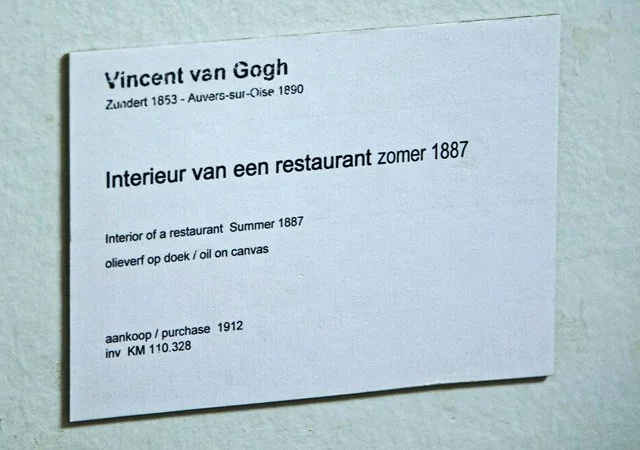 Vincent van Gogh
Zundert 1853 - Auvers-sur-Oise 1890
Interieur van een restaurant zomer 1887
Interior of a restaurant Summer 1887
olieverf op doek / oil on canvas
aankoop / purchase 1912
inv KM 110.328